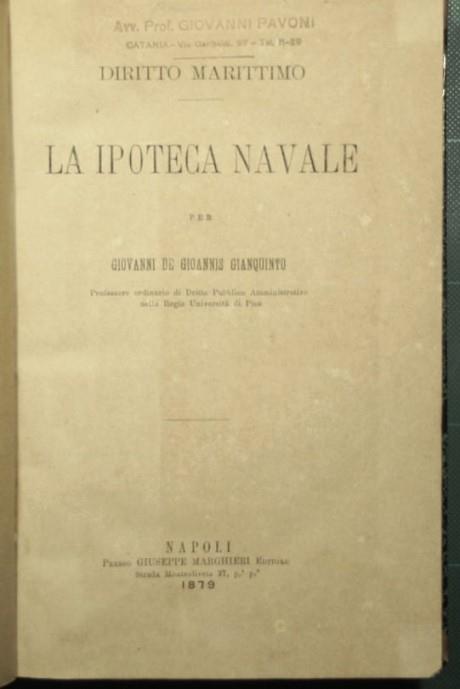 Avv. Prof. GIOVANNI PAVONI
CATANIA - Via Garibaldi, 97 - Tel. 11-29
DIRITTO MARITTIMO
LA IPOTECA NAVALE
PER
GIOVANNI DE GIOANNIS GIANQUINTO
Professore ordinario di Dritto Pubblico Amministrativo
nella Regia Università di Pisa
NAPOLI
Presso GIUSEPPE MARGHIERI Editore
Strada Monteoliveto 37, p.° p.°
1879